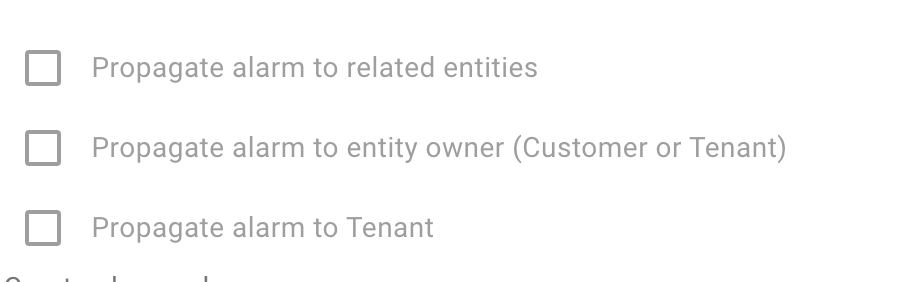 Propagate alarm to related entities
Propagate alarm to entity owner (Customer or Tenant)
Propagate alarm to Tenant